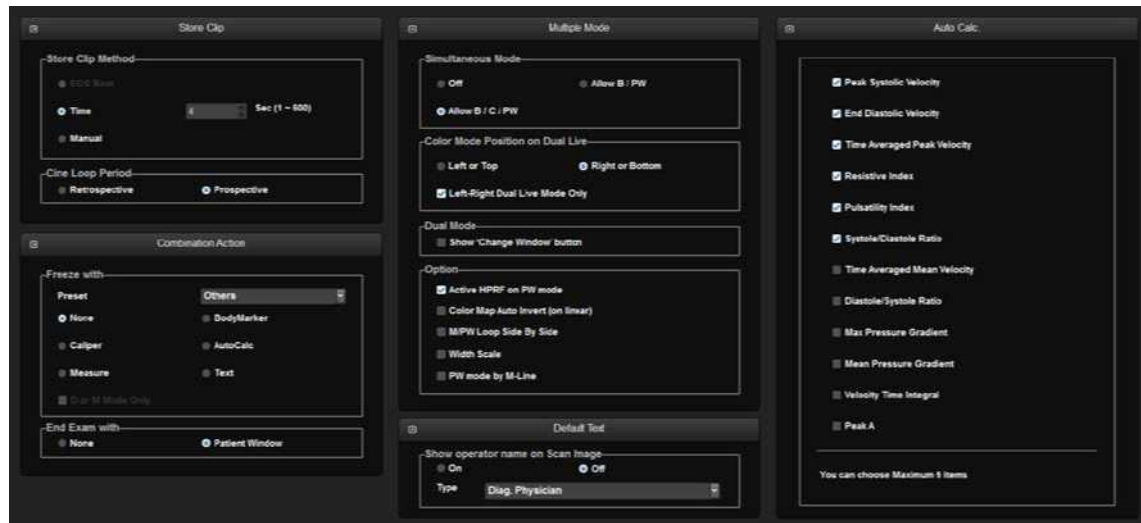 Store Clip
Store Clip Method
ECG Beat
Time
4
Sec (1 ~ 600)
Manual
Cine Loop Period
Retrospective
Prospective
Combination Action
Freeze with
Preset
Others
None
BodyMarker
Caliper
AutoCalc
Measure
Text
D or M Mode Only
End Exam with
None
Patient Window
Multiple Mode
Simultaneous Mode
Off
Allow B / PW
Allow B / C / PW
Color Mode Position on Dual Live
Left or Top
Right or Bottom
Left-Right Dual Live Mode Only
Dual Mode
Show 'Change Window' button
Option
Active HPRF on PW mode
Color Map Auto Invert (on linear)
M/PW Loop Side By Side
Width Scale
PW mode by M-Line
Default Text
Show operator name on Scan Image
On
Off
Type
Diag. Physician
Auto Calc.
Peak Systolic Velocity
End Diastolic Velocity
Time Averaged Peak Velocity
Resistive Index
Pulsatility Index
Systole/Diastole Ratio
Time Averaged Mean Velocity
Diastole/Systole Ratio
Max Pressure Gradient
Mean Pressure Gradient
Velocity Time Integral
Peak A
You can choose Maximum 6 items